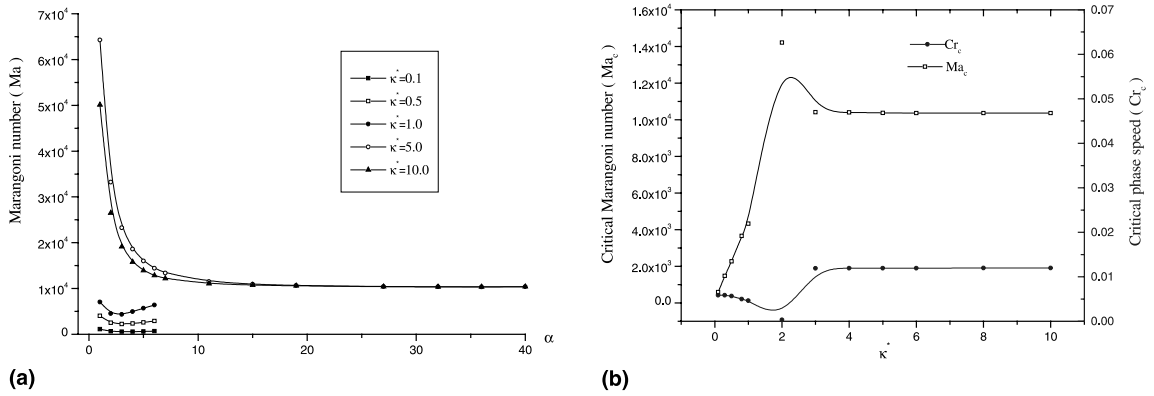 7x10⁴
6x10⁴
5x10⁴
4x10⁴
3x10⁴
2x10⁴
1x10⁴
0
Marangoni number ( Ma )
κ*=0.1
κ*=0.5
κ*=1.0
κ*=5.0
κ*=10.0
0 10 20 30 40 α
(a)
1.6x10⁴
1.4x10⁴
1.2x10⁴
1.0x10⁴
8.0x10³
6.0x10³
4.0x10³
2.0x10³
0.0
Critical Marangoni number ( Ma_c )
Cr_c
Ma_c
0.07
0.06
0.05
0.04
0.03
0.02
0.01
0.00
Critical phase speed ( Cr_c )
0 2 4 6 8 10
κ*
(b)